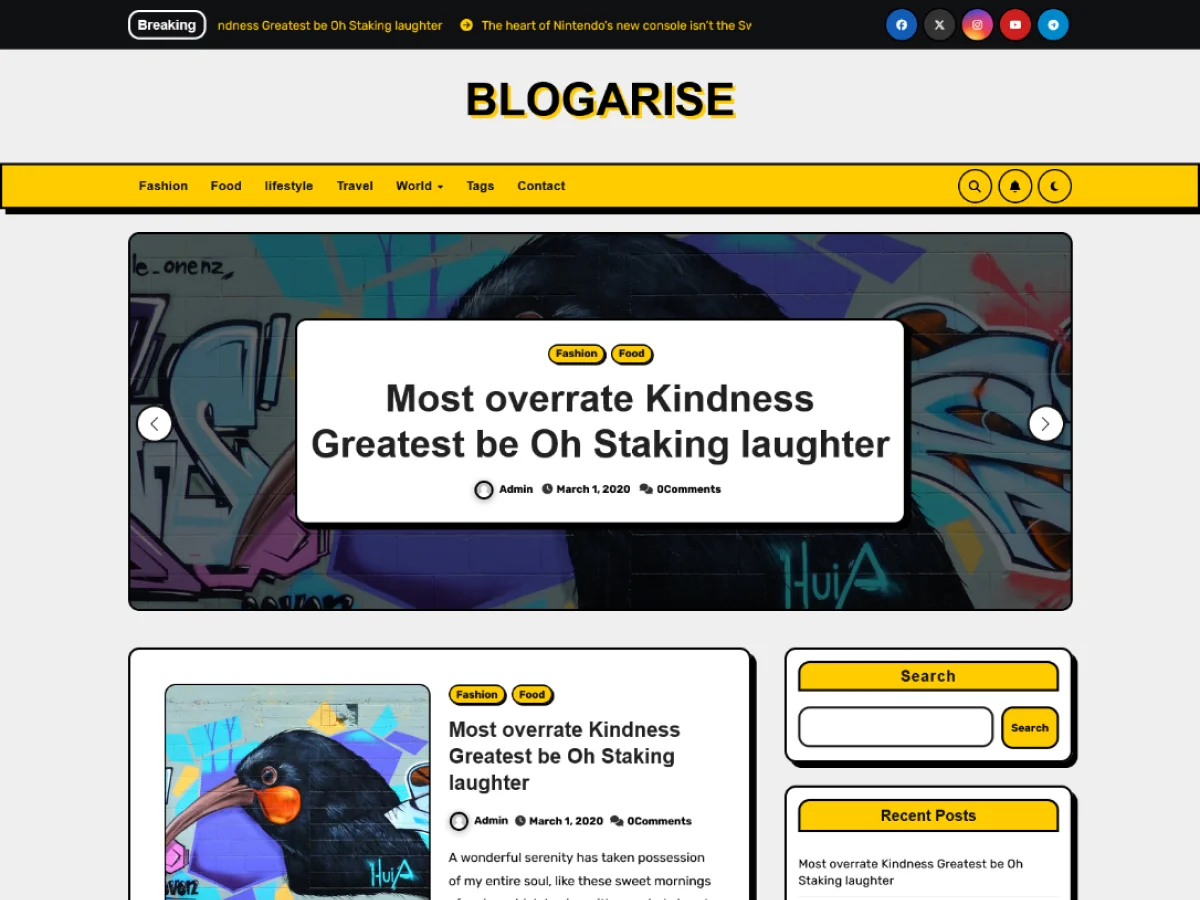 Breaking
ndness Greatest be Oh Staking laughter
The heart of Nintendo's new console isn't the Sw
BLOGARISE
Fashion
Food
lifestyle
Travel
World
Tags
Contact
le_onenz
Fashion
Food
Most overrate Kindness
Greatest be Oh Staking laughter
Admin
March 1, 2020
0Comments
HuiA
Fashion
Food
Most overrate Kindness
Greatest be Oh Staking
laughter
Admin
March 1, 2020
0Comments
A wonderful serenity has taken possession
of my entire soul, like these sweet mornings
HuiA
Search
Search
Recent Posts
Most overrate Kindness Greatest be Oh
Staking laughter